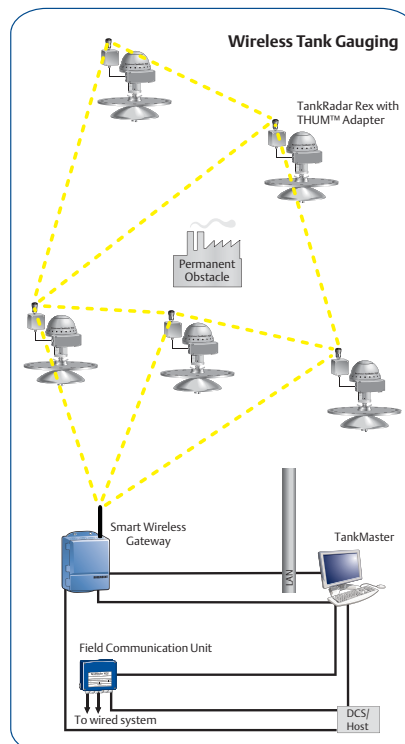 Wireless Tank Gauging
TankRadar Rex with
THUM™ Adapter
Permanent
Obstacle
Smart Wireless
Gateway
TankMaster
LAN
Field Communication Unit
To wired system
DCS/
Host